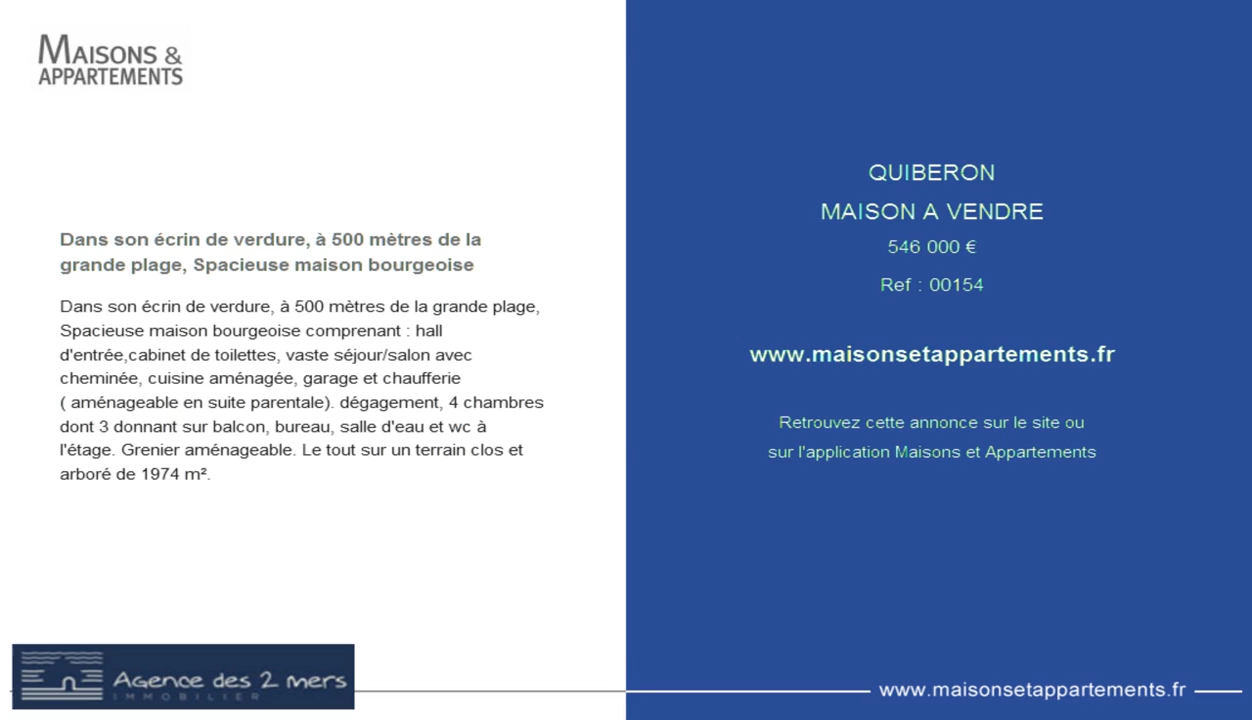 MAISONS &
APPARTEMENTS
Dans son écrin de verdure, à 500 mètres de la
grande plage, Spacieuse maison bourgeoise
Dans son écrin de verdure, à 500 mètres de la grande plage,
Spacieuse maison bourgeoise comprenant : hall
d'entrée,cabinet de toilettes, vaste séjour/salon avec
cheminée, cuisine aménagée, garage et chaufferie
( aménageable en suite parentale). dégagement, 4 chambres
dont 3 donnant sur balcon, bureau, salle d'eau et wc à
l'étage. Grenier aménageable. Le tout sur un terrain clos et
arboré de 1974 m².
Agence des 2 mers
IMMOBILIER
QUIBERON
MAISON A VENDRE
546 000 €
Ref : 00154
www.maisonsetappartements.fr
Retrouvez cette annonce sur le site ou
sur l'application Maisons et Appartements
www.maisonsetappartements.fr